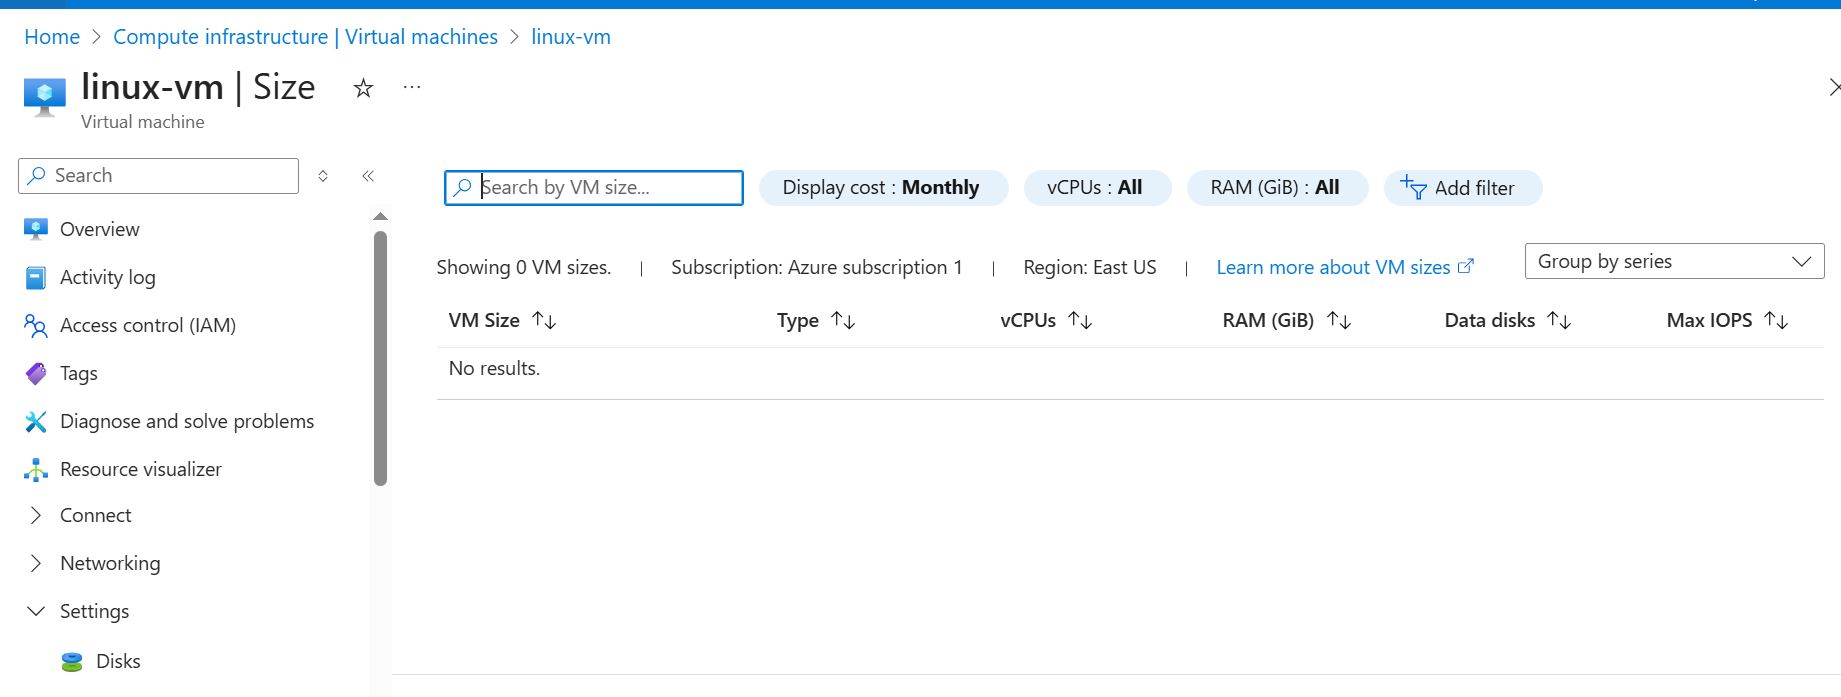 Home > Compute infrastructure | Virtual machines > linux-vm
linux-vm | Size
Virtual machine
Search
Overview
Activity log
Access control (IAM)
Tags
Diagnose and solve problems
Resource visualizer
Connect
Networking
Settings
Disks
Search by VM size...
Display cost : Monthly
vCPUs : All
RAM (GiB) : All
Add filter
Showing 0 VM sizes. | Subscription: Azure subscription 1 | Region: East US | Learn more about VM sizes
Group by series
VM Size Type vCPUs RAM (GiB) Data disks Max IOPS
No results.